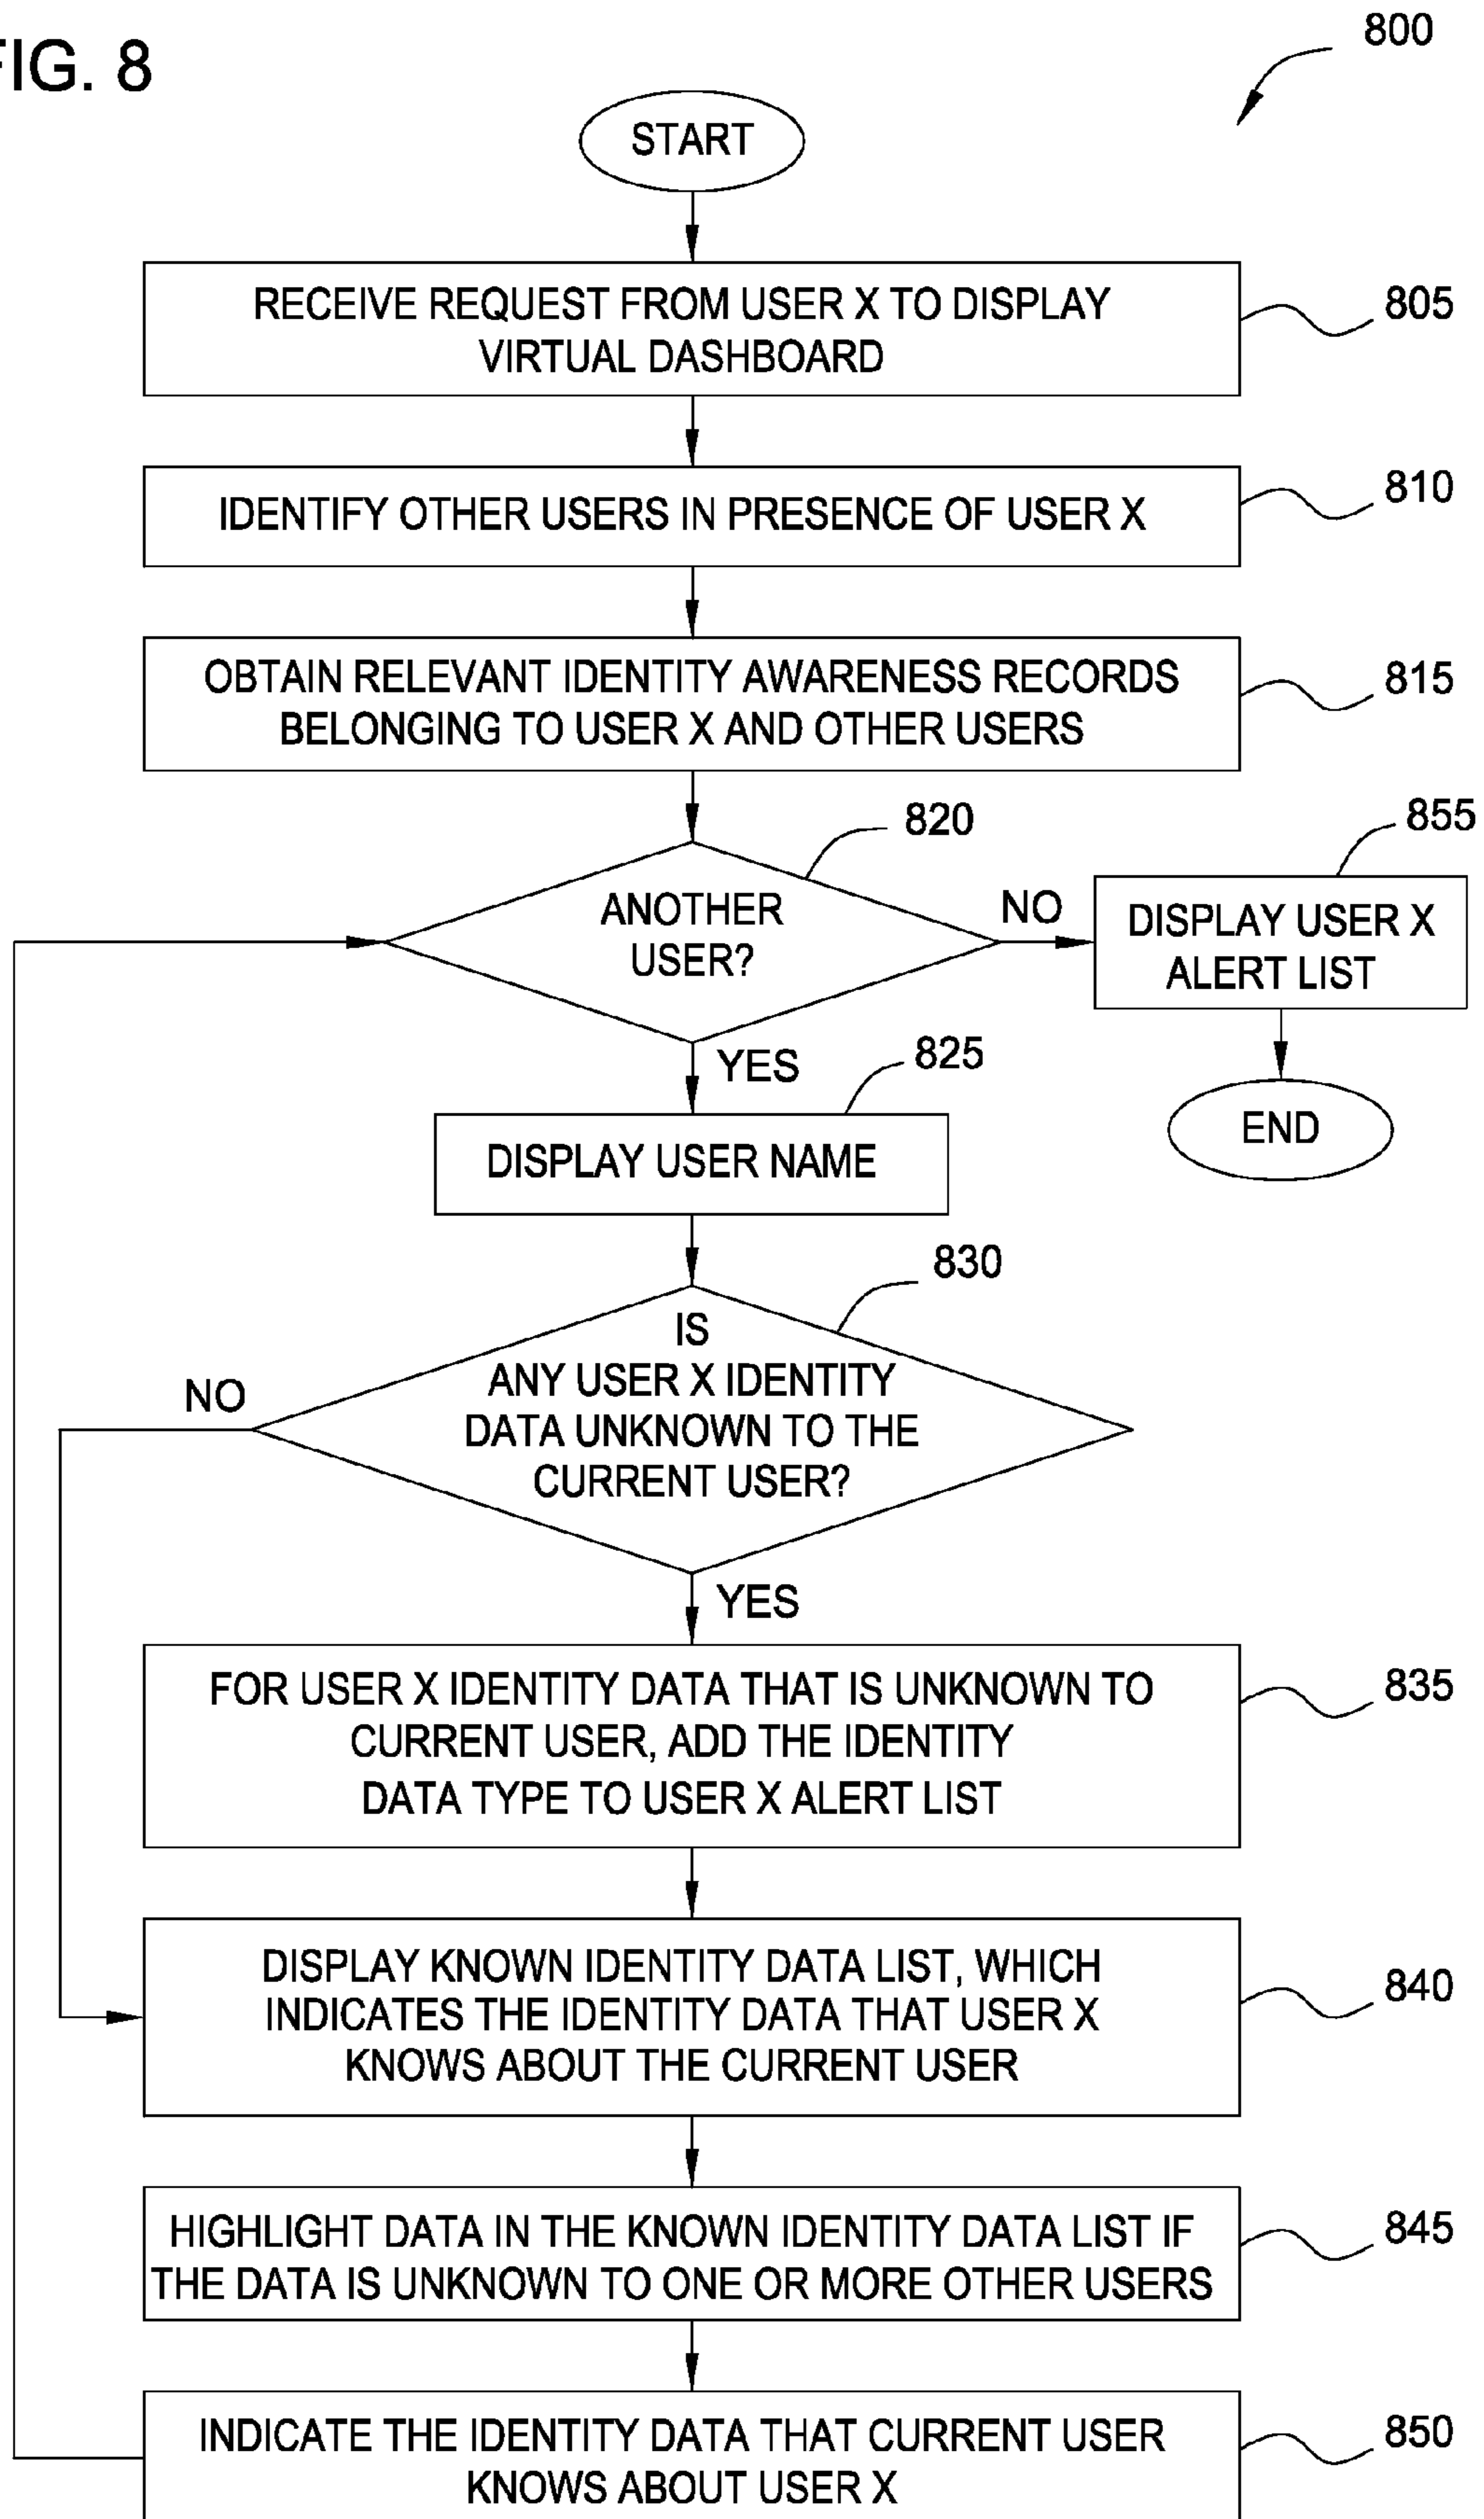 FIG. 8
800
START
RECEIVE REQUEST FROM USER X TO DISPLAY
VIRTUAL DASHBOARD
805
IDENTIFY OTHER USERS IN PRESENCE OF USER X
810
OBTAIN RELEVANT IDENTITY AWARENESS RECORDS
BELONGING TO USER X AND OTHER USERS
815
820
ANOTHER
USER?
NO
855
DISPLAY USER X
ALERT LIST
END
YES
825
DISPLAY USER NAME
830
IS
ANY USER X IDENTITY
DATA UNKNOWN TO THE
CURRENT USER?
NO
YES
FOR USER X IDENTITY DATA THAT IS UNKNOWN TO
CURRENT USER, ADD THE IDENTITY
DATA TYPE TO USER X ALERT LIST
835
DISPLAY KNOWN IDENTITY DATA LIST, WHICH
INDICATES THE IDENTITY DATA THAT USER X
KNOWS ABOUT THE CURRENT USER
840
HIGHLIGHT DATA IN THE KNOWN IDENTITY DATA LIST IF
THE DATA IS UNKNOWN TO ONE OR MORE OTHER USERS
845
INDICATE THE IDENTITY DATA THAT CURRENT USER
KNOWS ABOUT USER X
850